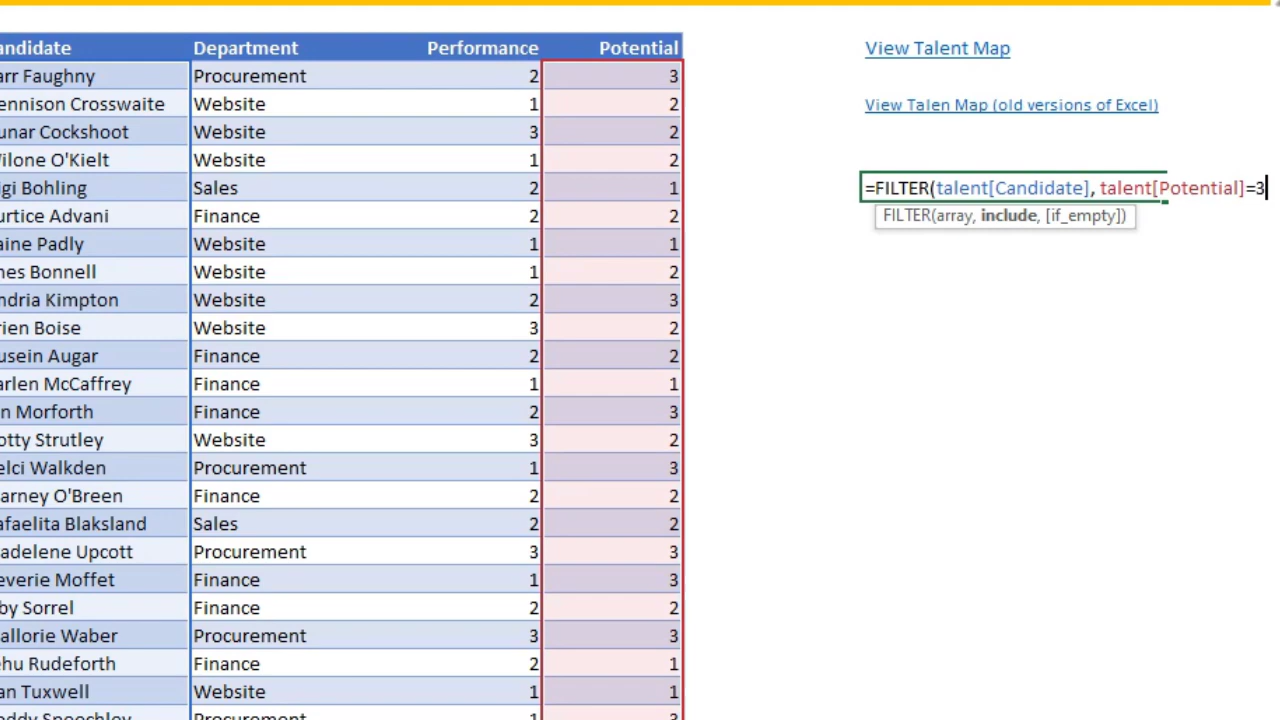 andidate Department Performance Potential
arr Faughny Procurement 2 3
ennison Crosswaite Website 1 2
unar Cockshoot Website 3 2
ilone O'Kielt Website 1 2
igi Bohling Sales 2 1
urtice Advani Finance 2 2
aine Padly Website 1 1
nes Bonnell Website 1 2
ndria Kimpton Website 2 3
rien Boise Website 3 2
usein Augar Finance 2 2
arlen McCaffrey Finance 1 1
n Morforth Finance 2 3
otty Strutley Website 3 2
elci Walkden Procurement 1 3
arney O'Breen Finance 2 2
afaelita Blaksland Sales 2 2
adelene Upcott Procurement 3 3
everie Moffet Finance 1 3
by Sorrel Finance 2 2
allorie Waber Procurement 3 3
ehu Rudeforth Finance 2 1
an Tuxwell Website 1 1
eddy Speechley Procurement 1 3
View Talent Map
View Talen Map (old versions of Excel)
=FILTER(talent[Candidate], talent[Potential]=3
FILTER(array, include, [if_empty])